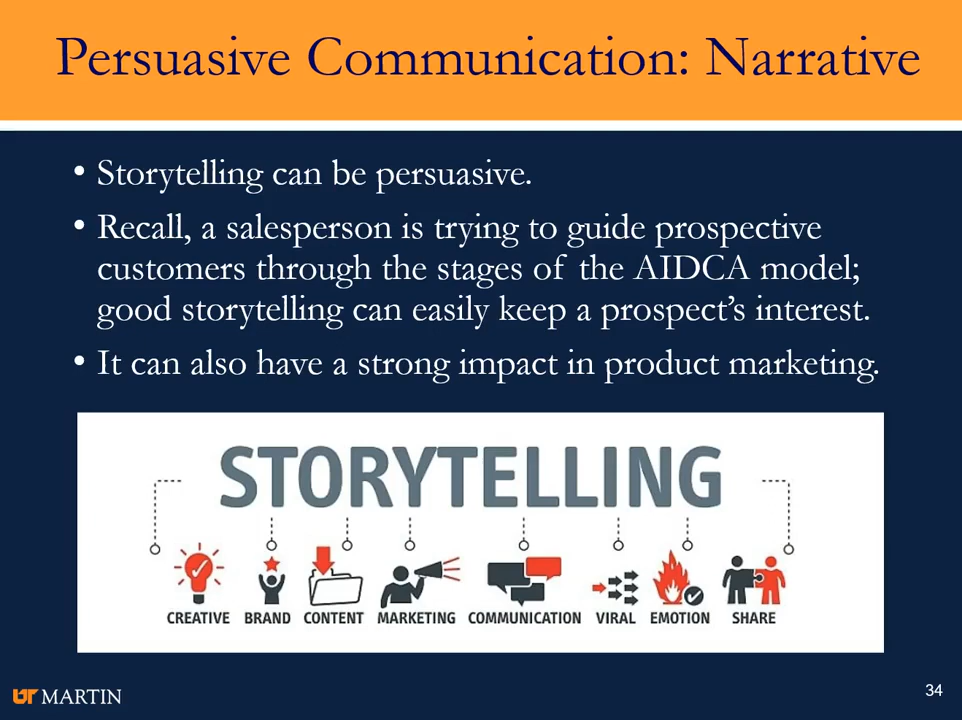 Persuasive Communication: Narrative
• Storytelling can be persuasive.
• Recall, a salesperson is trying to guide prospective
customers through the stages of the AIDCA model;
good storytelling can easily keep a prospect’s interest.
• It can also have a strong impact in product marketing.
STORYTELLING
CREATIVE BRAND CONTENT MARKETING COMMUNICATION VIRAL EMOTION SHARE
UT MARTIN
34